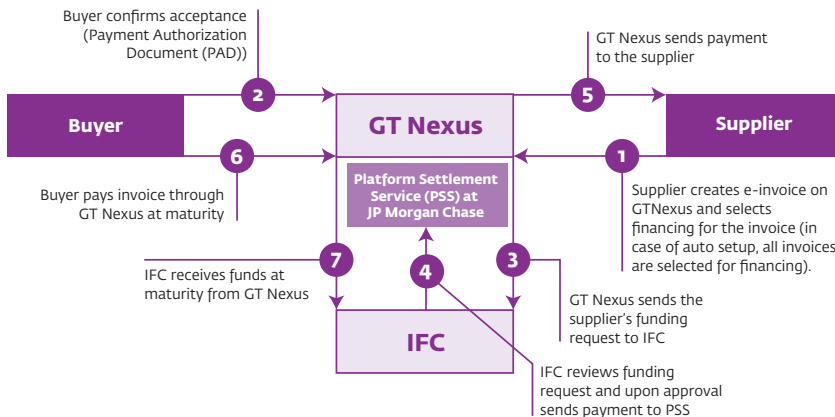 Buyer confirms acceptance
(Payment Authorization
Document (PAD))
GT Nexus sends payment
to the supplier
2
5
Buyer
GT Nexus
Supplier
6
1
Buyer pays invoice through
GT Nexus at maturity
Platform Settlement
Service (PSS) at
JP Morgan Chase
Supplier creates e-invoice on
GTNexus and selects
financing for the invoice (in
case of auto setup, all invoices
are selected for financing).
7
4
3
IFC receives funds at
maturity from GT Nexus
GT Nexus sends the
supplier's funding
request to IFC
IFC
IFC reviews funding
request and upon approval
sends payment to PSS